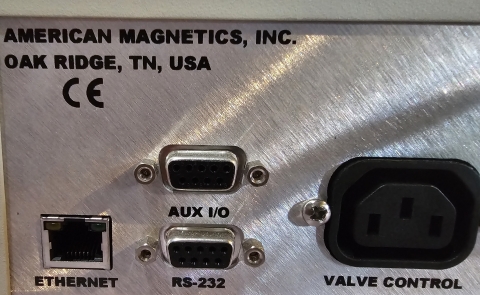 AMERICAN MAGNETICS, INC.
OAK RIDGE, TN, USA
CE
AUX I/O
ETHERNET
RS-232
VALVE CONTROL